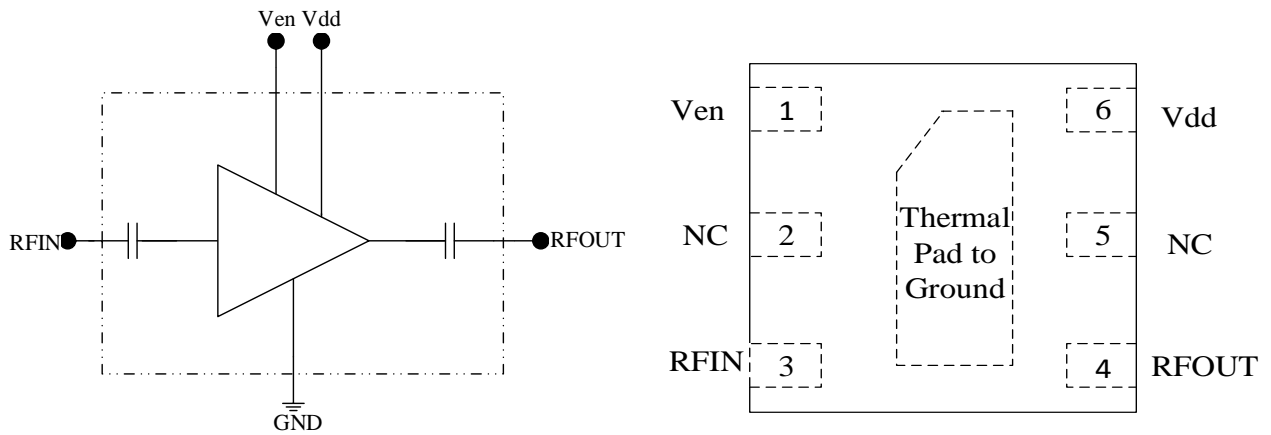 Ven Vdd
RFIN
RFOUT
GND
Ven 1
6 Vdd
NC 2
5 NC
RFIN 3
4 RFOUT
Thermal
Pad to
Ground